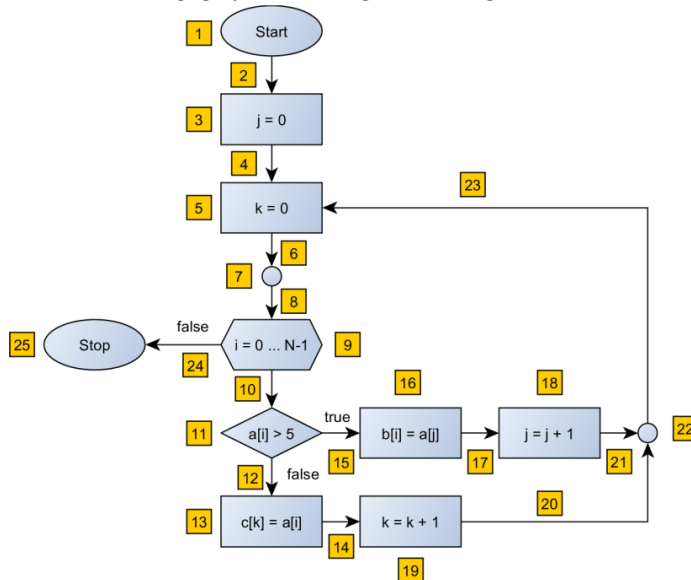 1
Start
2
3
j = 0
4
23
5
k = 0
6
7
8
false
25
Stop
i = 0 ... N-1
9
24
10
16
18
11
a[i] > 5
true
b[i] = a[j]
j = j + 1
22
15
17
21
12
false
13
c[k] = a[i]
k = k + 1
20
14
19